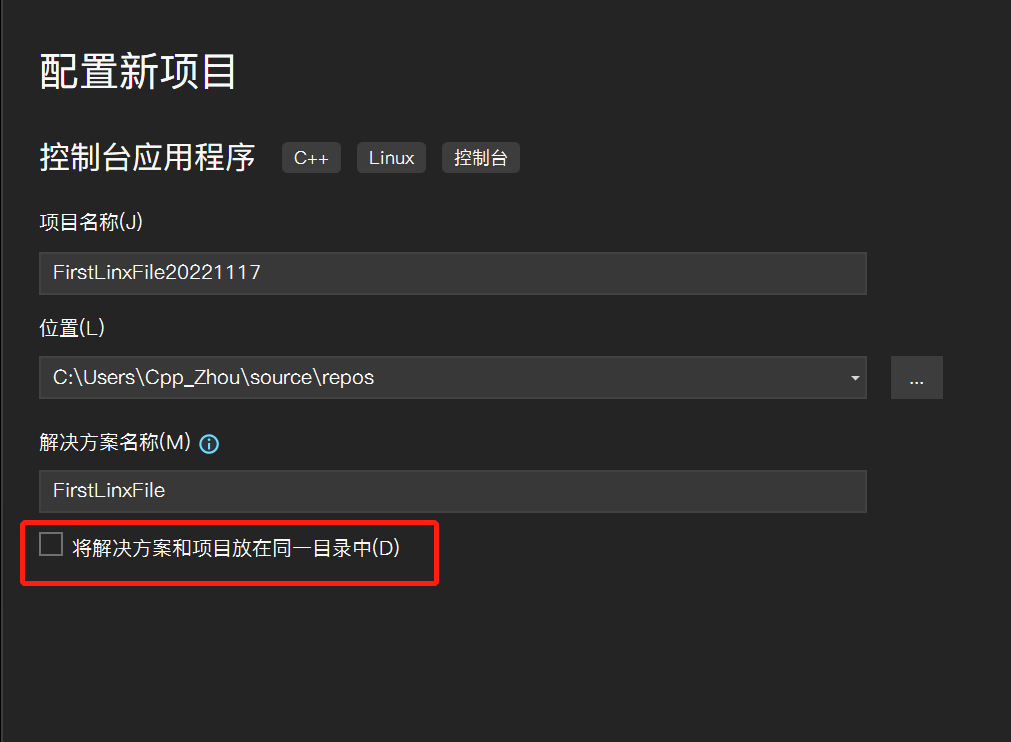 配置新项目
控制台应用程序 C++ Linux 控制台
项目名称(J)
FirstLinxFile20221117
位置(L)
C:\Users\Cpp_Zhou\source\repos ...
解决方案名称(M)
FirstLinxFile
将解决方案和项目放在同一目录中(D)